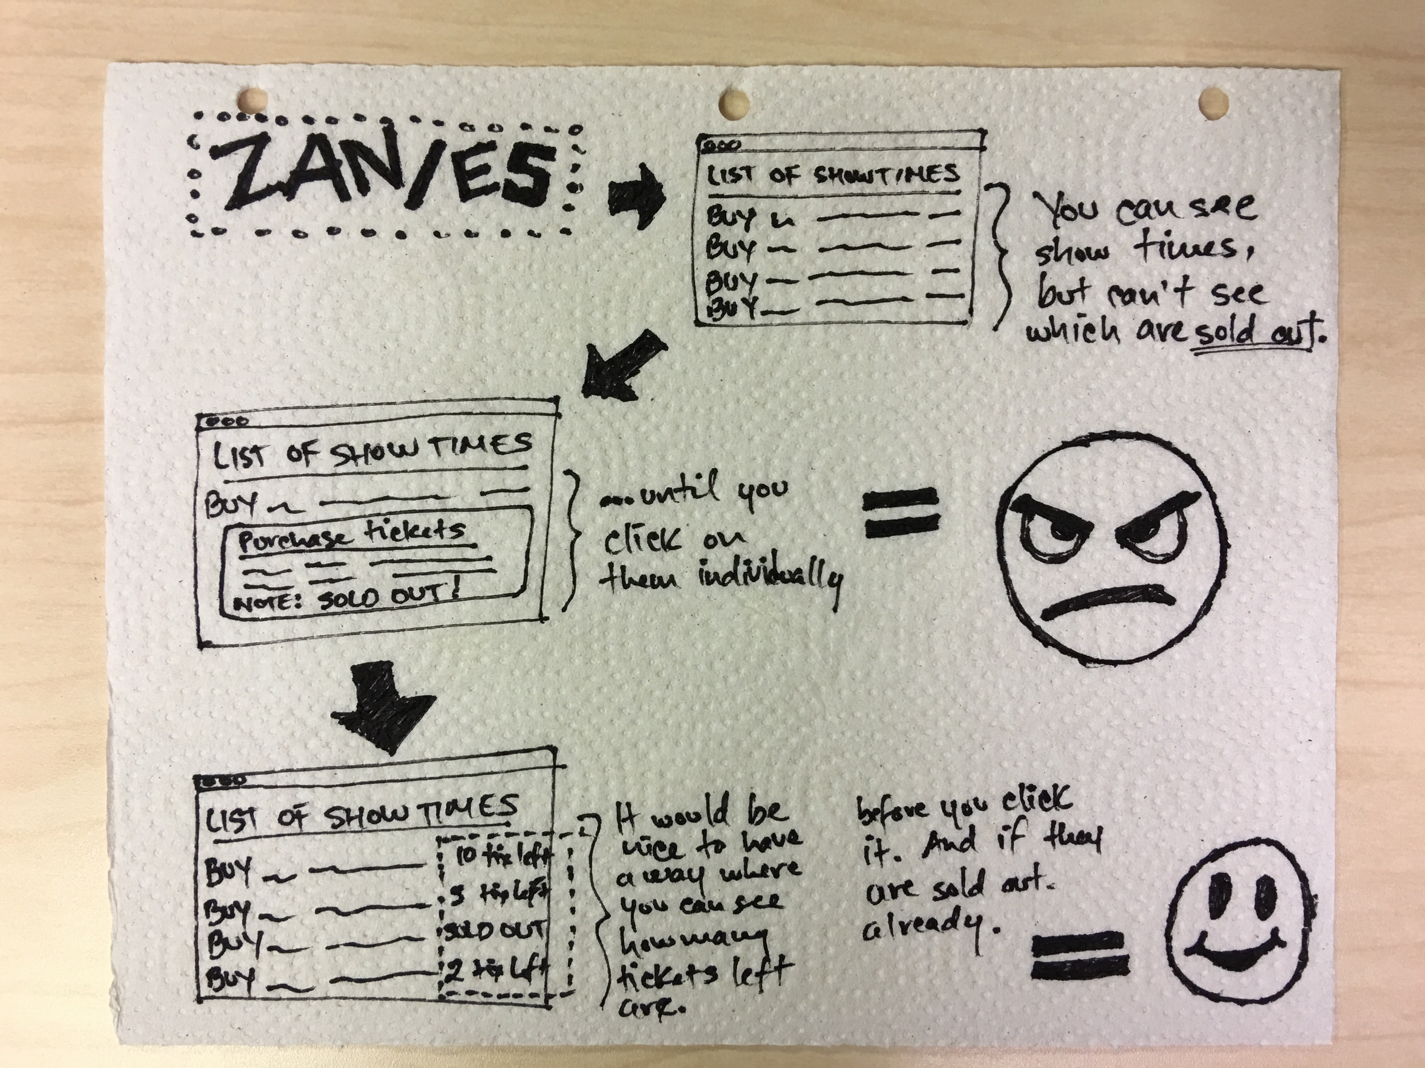 ZANIES
LIST OF SHOWTIMES
BUY
BUY
BUY
BUY
You can see
show times,
but can't see
which are sold out.
LIST OF SHOW TIMES
BUY
Purchase tickets
NOTE: SOLD OUT!
...until you
click on
them individually
=
LIST OF SHOW TIMES
BUY 10 tix left
BUY 3 tix left
BUY SOLD OUT
BUY 2 tix left
It would be
nice to have
a way where
you can see
how many
tickets left
are.
before you click
it. And if they
are sold out.
already.
=